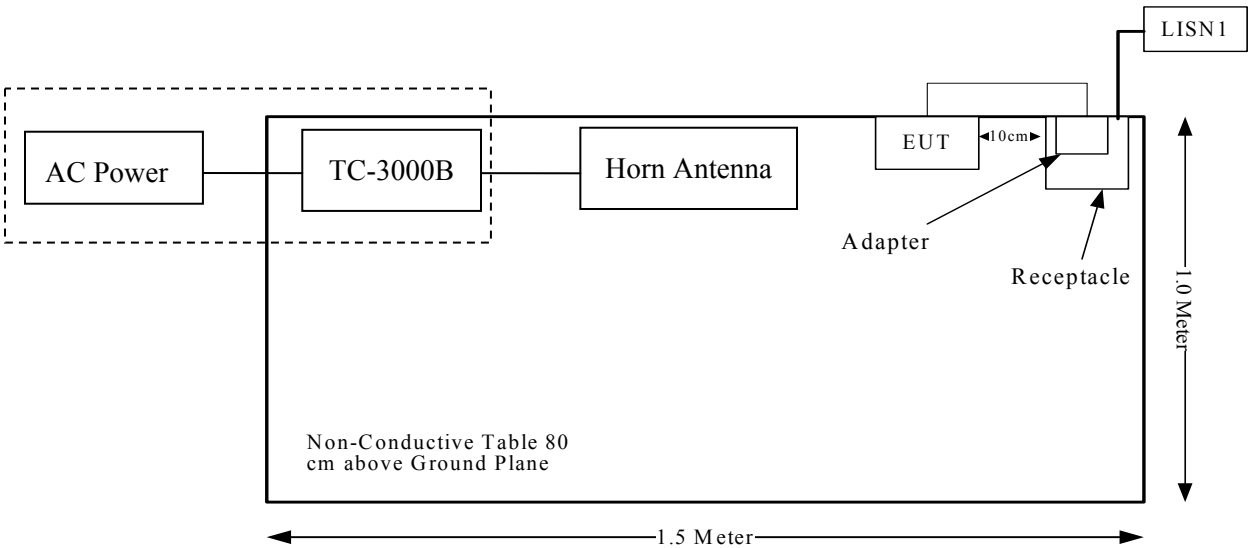 LISN1
AC Power
TC-3000B
Horn Antenna
EUT
10cm
Adapter
Receptacle
1.0 Meter
Non-Conductive Table 80
cm above Ground Plane
1.5 Meter